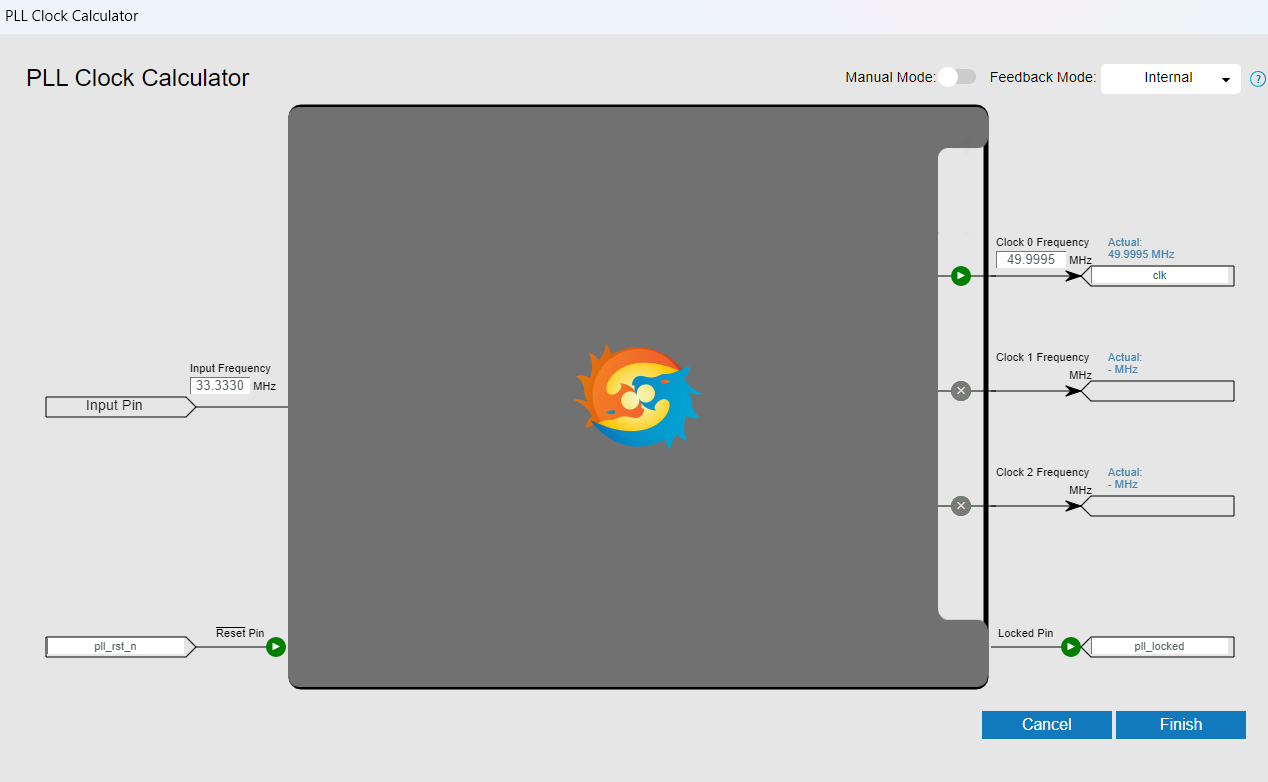 PLL Clock Calculator
PLL Clock Calculator
Manual Mode:
Feedback Mode:
Internal
?
Clock 0 Frequency
Actual:
49.9995 MHz
49.9995 MHz
clk
Clock 1 Frequency
Actual:
- MHz
MHz
Input Frequency
33.3330 MHz
Input Pin
Clock 2 Frequency
Actual:
- MHz
MHz
Reset Pin
pll_rst_n
Locked Pin
pll_locked
Cancel
Finish